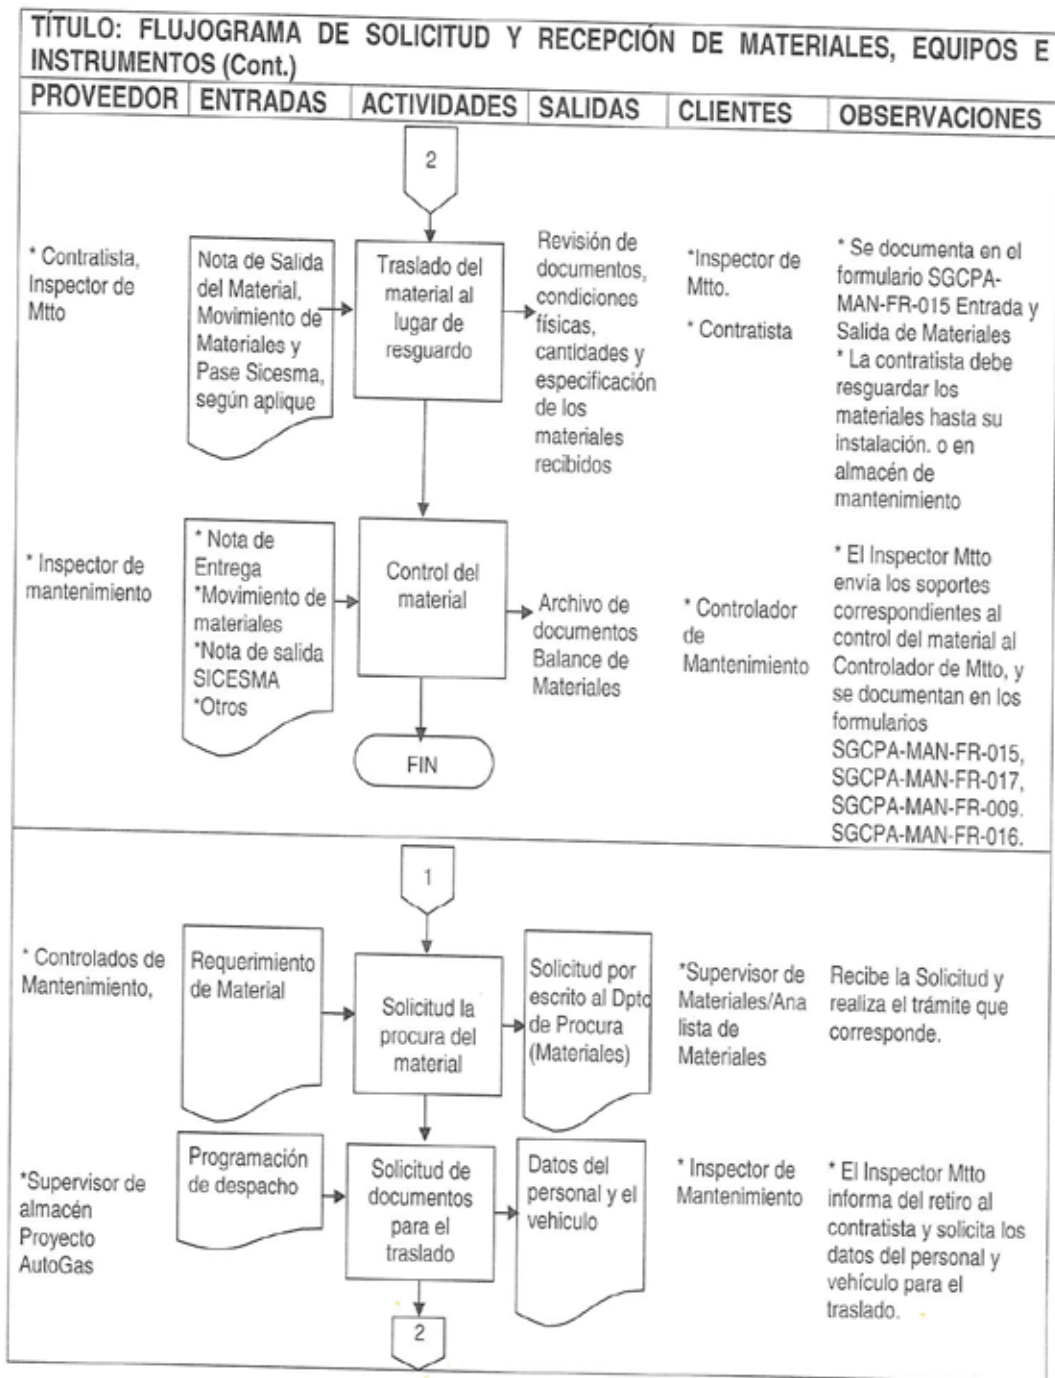 TÍTULO: FLUJOGRAMA DE SOLICITUD Y RECEPCIÓN DE MATERIALES, EQUIPOS E
INSTRUMENTOS (Cont.)
PROVEEDOR ENTRADAS ACTIVIDADES SALIDAS CLIENTES OBSERVACIONES
2
* Contratista,
Inspector de
Mtto
Nota de Salida
del Material,
Movimiento de
Materiales y
Pase Sicesma,
según aplique
Traslado del
material al
lugar de
resguardo
Revisión de
documentos,
condiciones
físicas,
cantidades y
especificación
de los
materiales
recibidos
*Inspector de
Mtto.
* Contratista
* Se documenta en el
formulario SGCPA-
MAN-FR-015 Entrada y
Salida de Materiales
* La contratista debe
resguardar los
materiales hasta su
instalación. o en
almacén de
mantenimiento
* Inspector de
mantenimiento
* Nota de
Entrega
*Movimiento de
materiales
*Nota de salida
SICESMA
*Otros
Control del
material
Archivo de
documentos
Balance de
Materiales
* Controlador
de
Mantenimiento
* El Inspector Mtto
envía los soportes
correspondientes al
control del material al
Controlador de Mtto, y
se documentan en los
formularios
SGCPA-MAN-FR-015,
SGCPA-MAN-FR-017,
SGCPA-MAN-FR-009.
SGCPA-MAN-FR-016.
FIN
1
* Controlados de
Mantenimiento,
Requerimiento
de Material
Solicitud la
procura del
material
Solicitud por
escrito al Dpto
de Procura
(Materiales)
*Supervisor de
Materiales/Ana
lista de
Materiales
Recibe la Solicitud y
realiza el trámite que
corresponde.
*Supervisor de
almacén
Proyecto
AutoGas
Programación
de despacho
Solicitud de
documentos
para el
traslado
Datos del
personal y el
vehículo
* Inspector de
Mantenimiento
* El Inspector Mtto
informa del retiro al
contratista y solicita los
datos del personal y
vehículo para el
traslado.
2